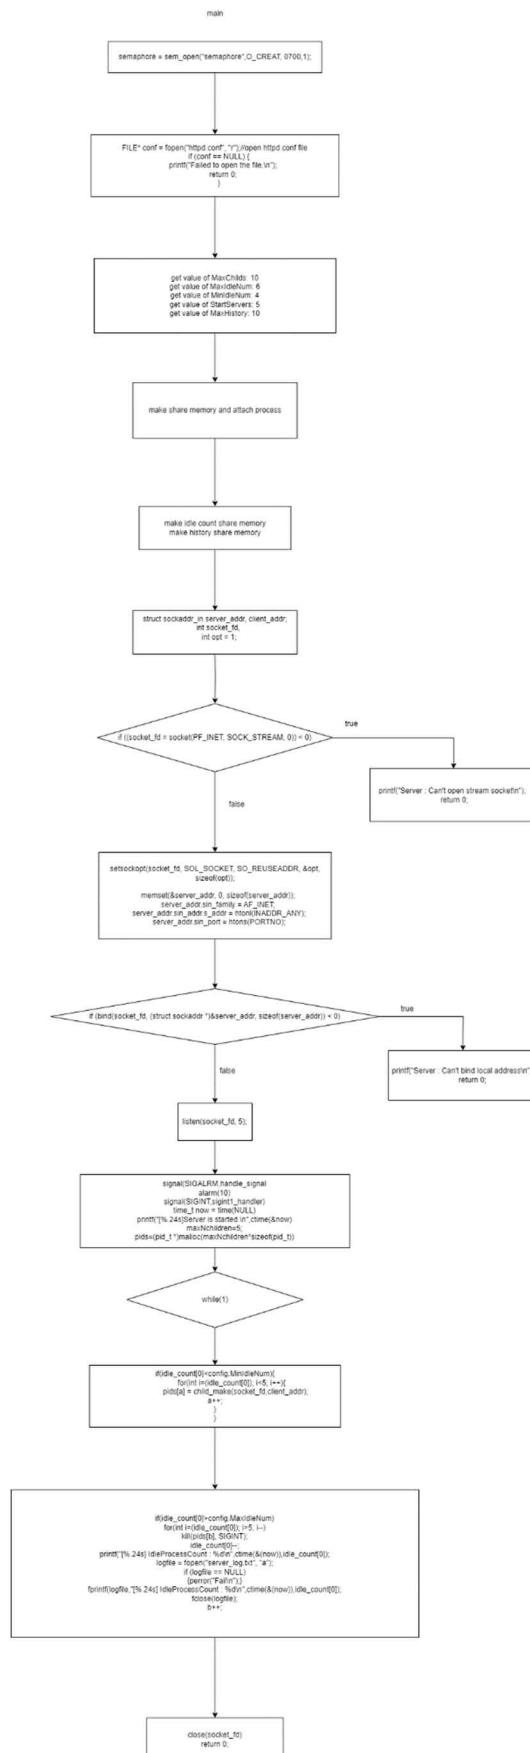 main
semaphore = sem_open("semaphore",O_CREAT, 0700,1);
FILE* conf = fopen("httpd.conf", "r");//open httpd.conf file
if (conf == NULL) {
printf("Failed to open the file.\n");
return 0;
}
get value of MaxChilds: 10
get value of MaxIdleNum: 6
get value of MinIdleNum: 4
get value of StartServers: 5
get value of MaxHistory: 10
make share memory and attach process
make idle count share memory
make history share memory
struct sockaddr_in server_addr, client_addr;
int socket_fd,
int opt = 1;
if ((socket_fd = socket(PF_INET, SOCK_STREAM, 0)) < 0)
true
printf("Server : Can't open stream socket\n");
return 0;
false
setsockopt(socket_fd, SOL_SOCKET, SO_REUSEADDR, &opt,
sizeof(opt));
memset(&server_addr, 0, sizeof(server_addr));
server_addr.sin_family = AF_INET;
server_addr.sin_addr.s_addr = htonl(INADDR_ANY);
server_addr.sin_port = htons(PORTNO);
if (bind(socket_fd, (struct sockaddr *)&server_addr, sizeof(server_addr)) < 0)
true
printf("Server : Can't bind local address\n"
return 0;
false
listen(socket_fd, 5);
signal(SIGALRM,handle_signal
alarm(10)
signal(SIGINT,sigint1_handler)
time_t now = time(NULL)
printf("[%.24s]Server is started.\n",ctime(&now)
maxNchildren=5;
pids=(pid_t *)malloc(maxNchildren*sizeof(pid_t))
while(1)
if(idle_count[0]<config.MinIdleNum){
for(int i=(idle_count[0]); i<5; i++){
pids[a] = child_make(socket_fd,client_addr);
a++;
}
}
if(idle_count[0]>config.MaxIdleNum)
for(int i=(idle_count[0]); i>5; i--)
kill(pids[b], SIGINT);
idle_count[0]--;
printf("[%.24s] IdleProcessCount : %d\n",ctime(&(now)),idle_count[0]);
logfile = fopen("server_log.txt", "a");
if (logfile == NULL)
{perror("Fail\n");}
fprintf(logfile,"[%.24s] IdleProcessCount : %d\n",ctime(&(now)),idle_count[0]);
fclose(logfile);
b++;
close(socket_fd)
return 0;